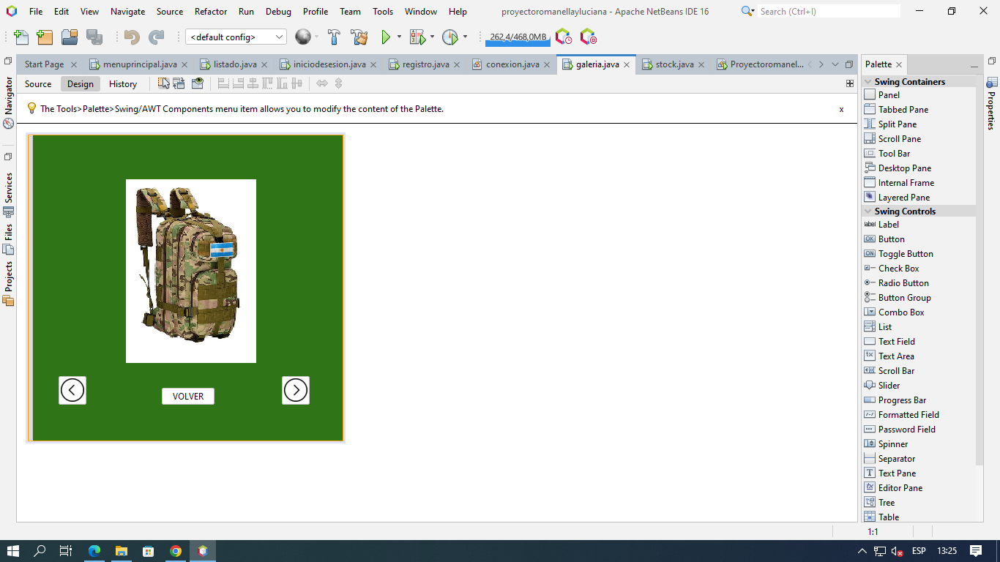 File Edit View Navigate Source Refactor Run Debug Profile Team Tools Window Help proyectoromanellayluciana - Apache NetBeans IDE 16 Search (Ctrl+I)
<default config> 262,4/468,0MB
Start Page menuprincipal.java listado.java iniciodesesion.java registro.java conexion.java galeria.java stock.java Proyectoromanel...
Source Design History
The Tools>Palette>Swing/AWT Components menu item allows you to modify the content of the Palette. x
Navigator
Services
Files
Projects
VOLVER
Palette
Swing Containers
Panel
Tabbed Pane
Split Pane
Scroll Pane
Tool Bar
Desktop Pane
Internal Frame
Layered Pane
Swing Controls
label Label
OK Button
ON Toggle Button
Check Box
Radio Button
Button Group
Combo Box
List
Text Field
Text Area
Scroll Bar
Slider
Progress Bar
Formatted Field
Password Field
Spinner
Separator
T Text Pane
Editor Pane
Tree
Table
Properties
1:1
ESP 13:25